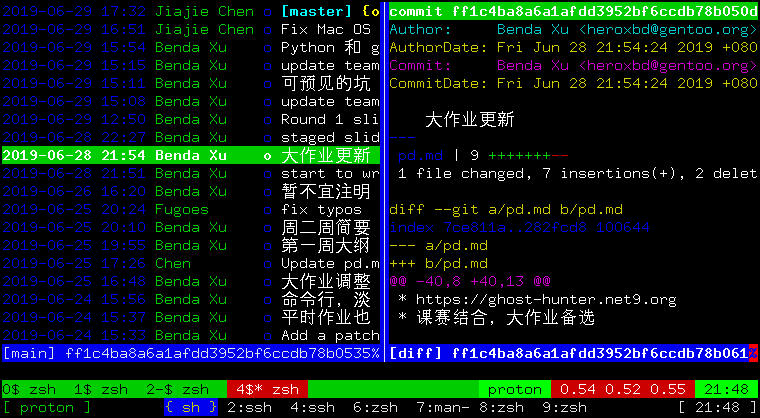 2019-06-29 17:32 Jiajie Chen o [master] {o
2019-06-29 16:51 Jiajie Chen o Fix Mac OS
2019-06-29 15:54 Benda Xu o Python 和 g
2019-06-29 15:15 Benda Xu o update team
2019-06-29 15:11 Benda Xu o 可预见的坑
2019-06-29 15:08 Benda Xu o update team
2019-06-29 12:50 Benda Xu o Round 1 sli
2019-06-28 22:27 Benda Xu o staged slid
2019-06-28 21:54 Benda Xu o 大作业更新
2019-06-28 21:51 Benda Xu o start to wr
2019-06-26 16:20 Benda Xu o 暂不宜注明
2019-06-25 20:24 Fugoes o fix typos
2019-06-25 20:10 Benda Xu o 周二周简要
2019-06-25 19:55 Benda Xu o 第一周大纲
2019-06-25 17:26 Chen o Update pd.m
2019-06-25 16:48 Benda Xu o 大作业调整
2019-06-24 15:56 Benda Xu o 命令行，淡
2019-06-24 15:37 Benda Xu o 平时作业也
2019-06-24 15:33 Benda Xu o Add a patch
[main] ff1c4ba8a6a1afdd3952bf6ccdb78b0535%
commit ff1c4ba8a6a1afdd3952bf6ccdb78b050d
Author: Benda Xu <heroxbd@gentoo.org>
AuthorDate: Fri Jun 28 21:54:24 2019 +080
Commit: Benda Xu <heroxbd@gentoo.org>
CommitDate: Fri Jun 28 21:54:24 2019 +080
大作业更新
---
pd.md | 9 +++++++--
1 file changed, 7 insertions(+), 2 delet
diff --git a/pd.md b/pd.md
index 7ce311a..282fcd3 100644
--- a/pd.md
+++ b/pd.md
@@ -40,8 +40,13 @@
* https://ghost-hunter.net9.org
* 课赛结合，大作业备选
[diff] ff1c4ba8a6a1afdd3952bf6ccdb78b061%
0$ zsh 1$ zsh 2-$ zsh 4$* zsh proton 0.54 0.52 0.55 21:48
[ proton ] { sh } 2:ssh 4:ssh 6:zsh 7:man- 8:zsh 9:zsh [ 21:48 ]